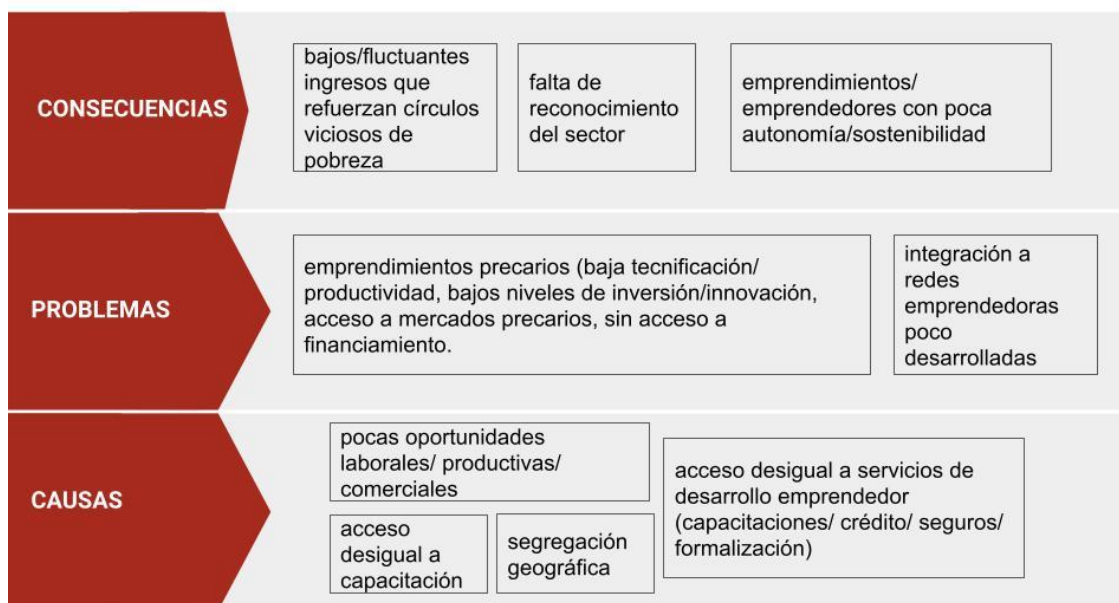 CONSECUENCIAS
bajos/fluctuantes
ingresos que
refuerzan círculos
viciosos de
pobreza
falta de
reconocimiento
del sector
emprendimientos/
emprendedores con poca
autonomía/sostenibilidad
PROBLEMAS
emprendimientos precarios (baja tecnificación/
productividad, bajos niveles de inversión/innovación,
acceso a mercados precarios, sin acceso a
financiamiento.
integración a
redes
emprendedoras
poco
desarrolladas
CAUSAS
pocas oportunidades
laborales/ productivas/
comerciales
acceso
desigual a
capacitación
segregación
geográfica
acceso desigual a servicios de
desarrollo emprendedor
(capacitaciones/ crédito/ seguros/
formalización)